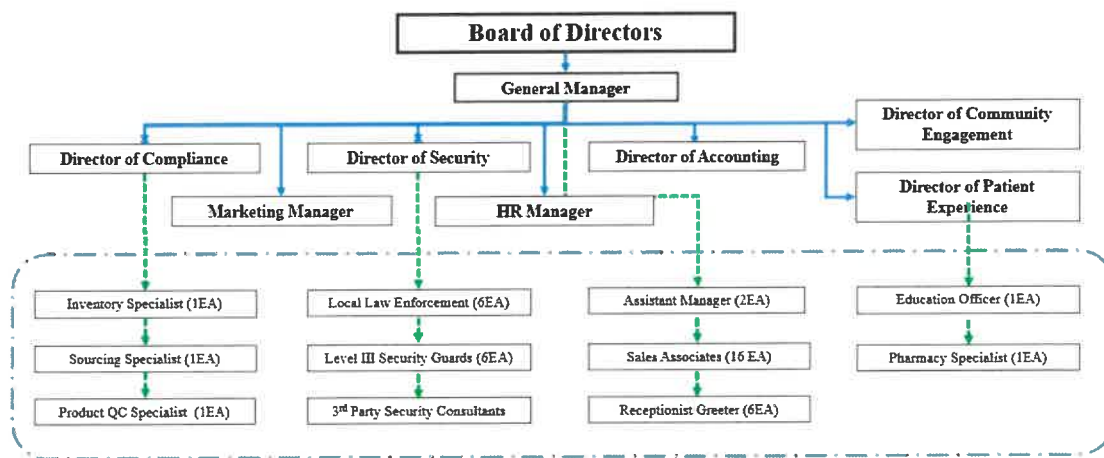 Board of Directors
General Manager
Director of Community
Engagement
Director of Compliance
Director of Security
Director of Accounting
Director of Patient
Experience
Marketing Manager
HR Manager
Inventory Specialist (1EA)
Local Law Enforcement (6EA)
Assistant Manager (2EA)
Education Officer (1EA)
Sourcing Specialist (1EA)
Level III Security Guards (6EA)
Sales Associates (16 EA)
Pharmacy Specialist (1EA)
Product QC Specialist (1EA)
3rd Party Security Consultants
Receptionist Greeter (6EA)